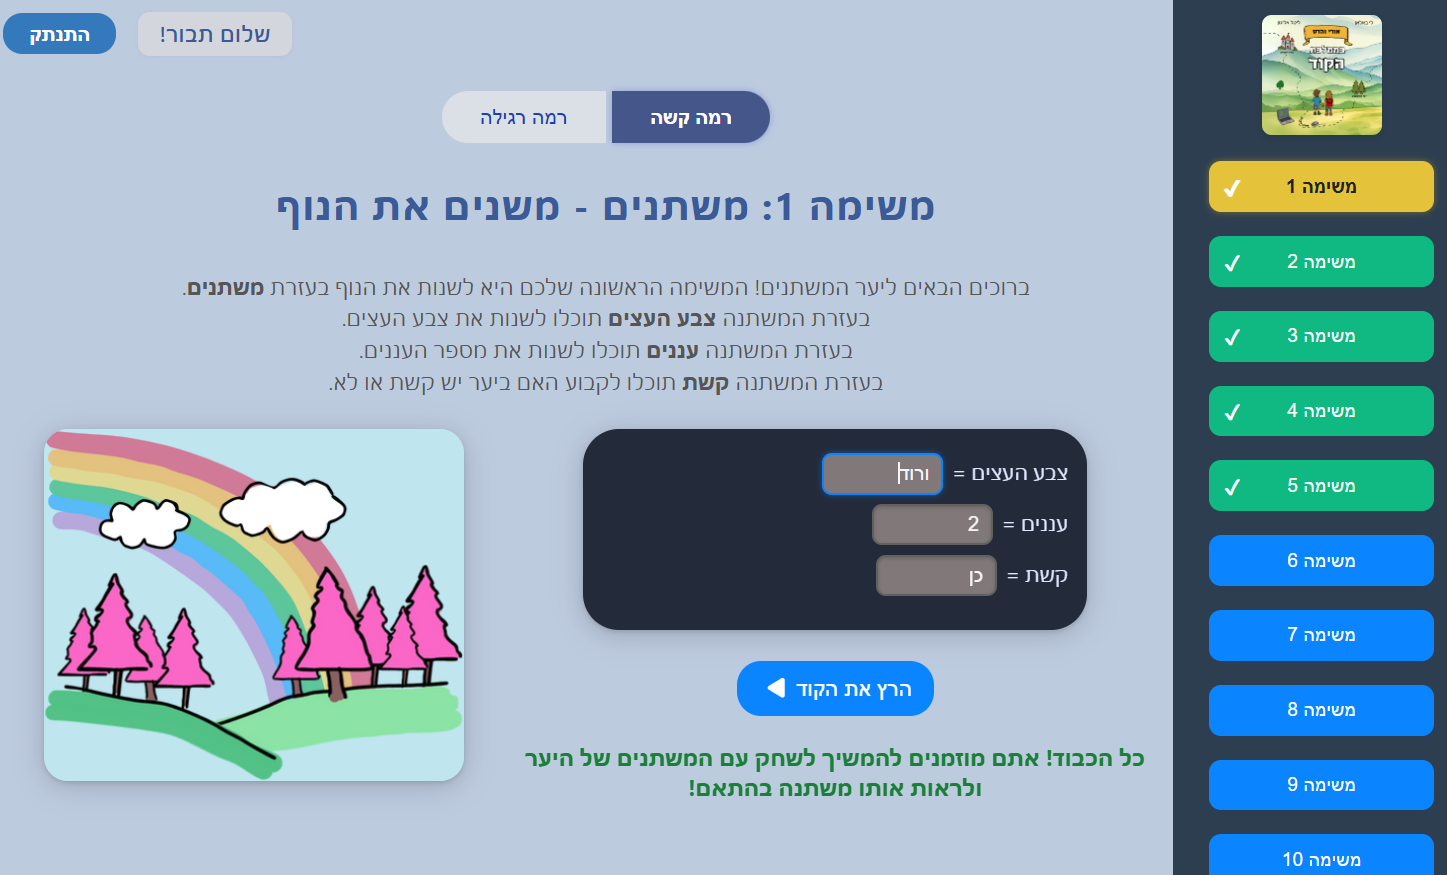 שלום תבור!
התנתק
רמה קשה
רמה רגילה
משימה 1: משתנים - משנים את הנוף
ברוכים הבאים ליער המשתנים! המשימה הראשונה שלכם היא לשנות את הנוף בעזרת משתנים.
בעזרת המשתנה צבע העצים תוכלו לשנות את צבע העצים.
בעזרת המשתנה עננים תוכלו לשנות את מספר העננים.
בעזרת המשתנה קשת תוכלו לקבוע האם ביער יש קשת או לא.
צבע העצים = ורוד
עננים = 2
קשת = כן
הרץ את הקוד
כל הכבוד! אתם מוזמנים להמשיך לשחק עם המשתנים של היער
ולראות אותו משתנה בהתאם!
בממלכת
הקוד
משימה 1
משימה 2
משימה 3
משימה 4
משימה 5
משימה 6
משימה 7
משימה 8
משימה 9
משימה 10